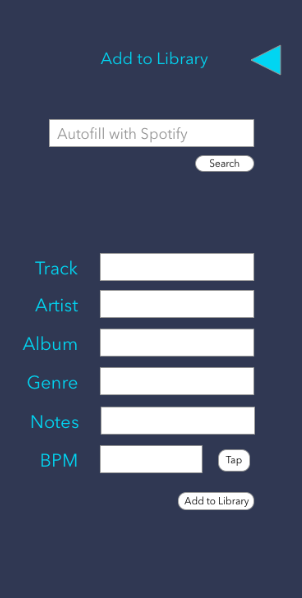 Add to Library
Autofill with Spotify
Search
Track
Artist
Album
Genre
Notes
BPM
Tap
Add to Library